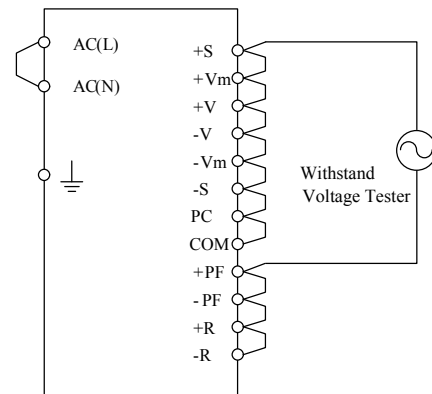 AC(L)
AC(N)
+S
+Vm
+V
-V
-Vm
-S
PC
COM
+PF
-PF
+R
-R
Withstand
Voltage Tester